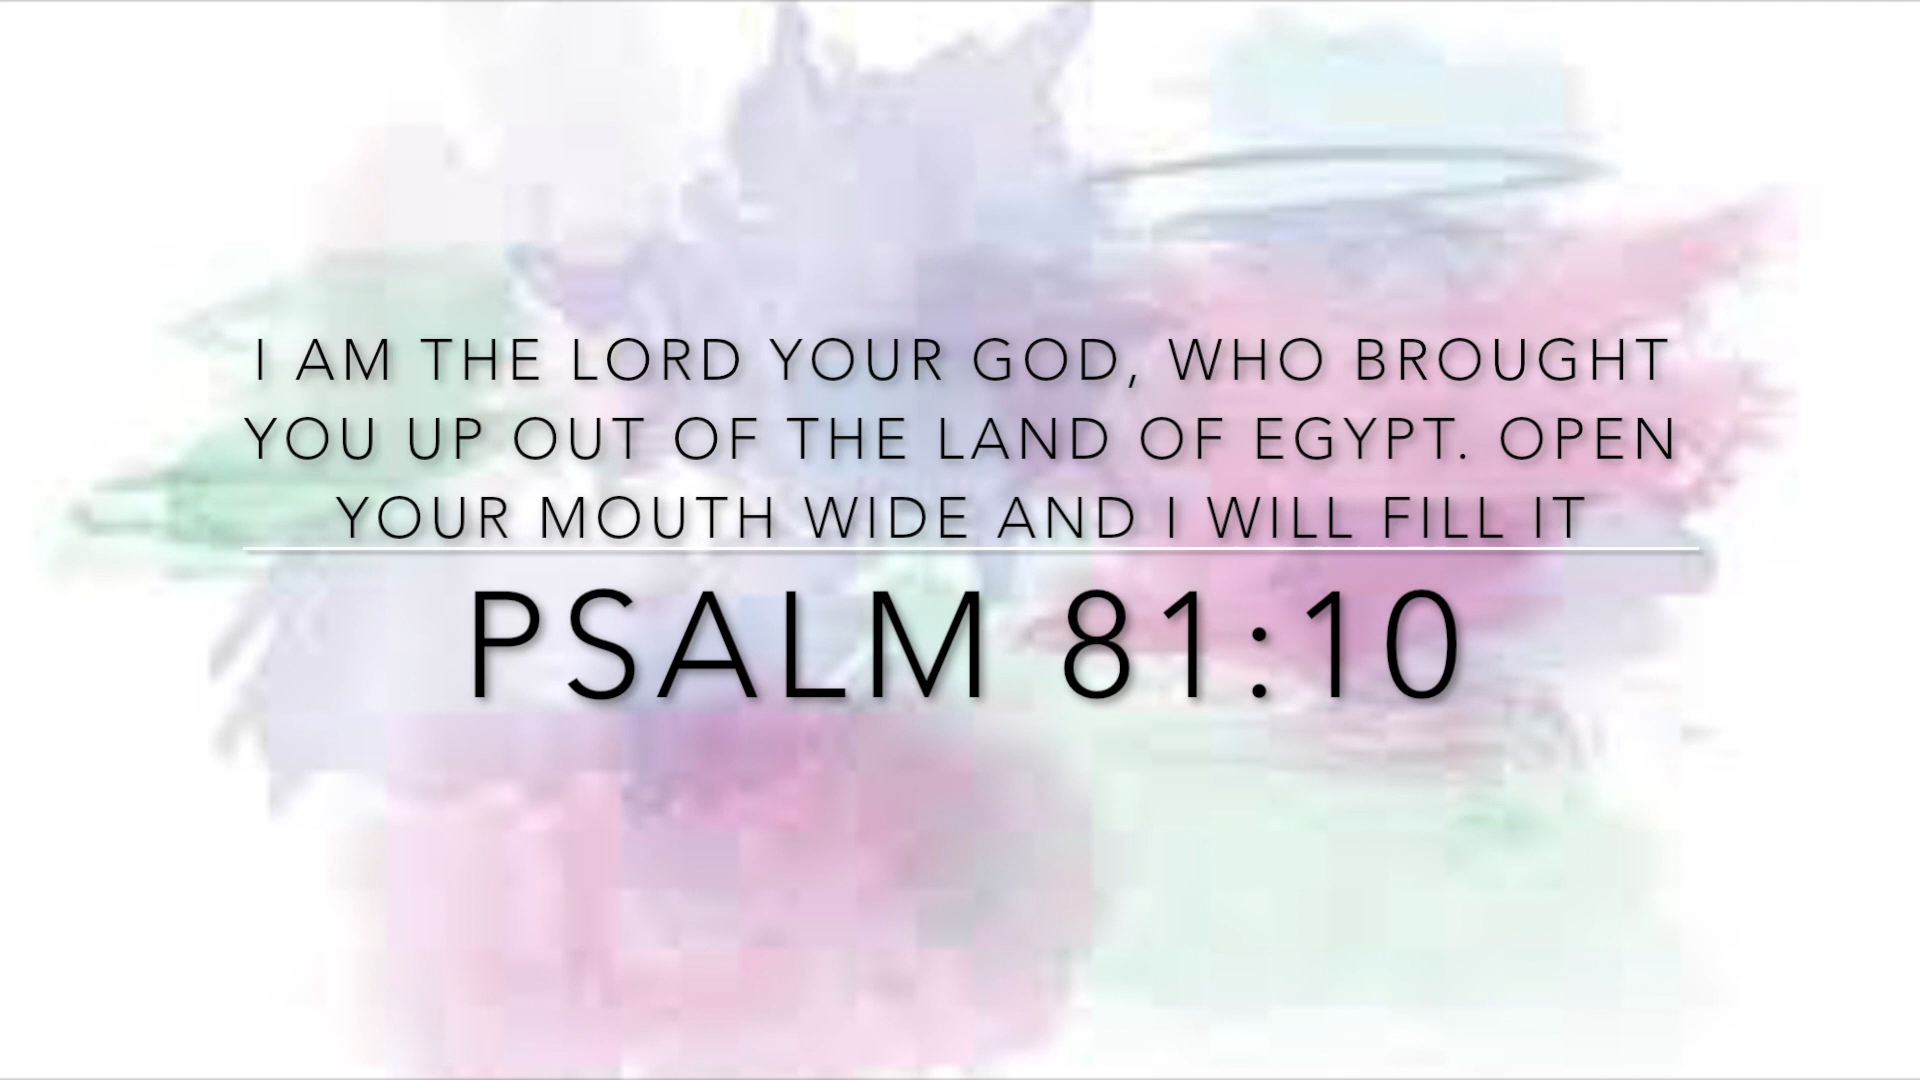 I AM THE LORD YOUR GOD, WHO BROUGHT
YOU UP OUT OF THE LAND OF EGYPT. OPEN
YOUR MOUTH WIDE AND I WILL FILL IT
PSALM 81:10